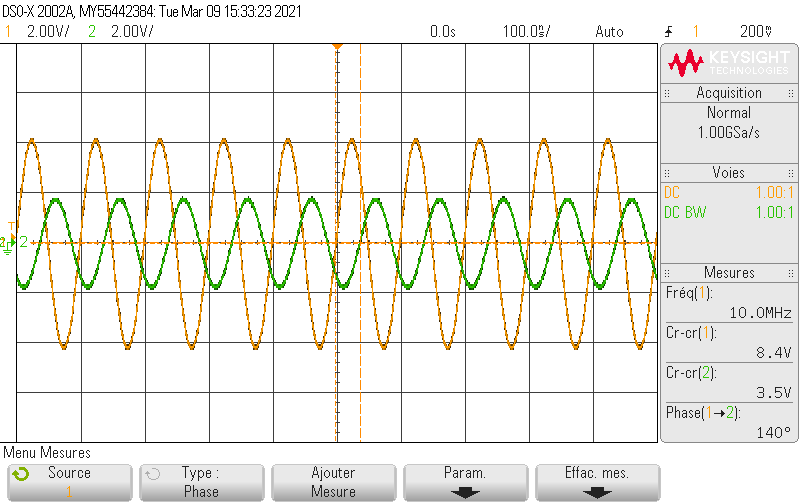 DSO-X 2002A, MY55442384: Tue Mar 09 15:33:23 2021
1 2.00V/ 2 2.00V/ 0.0s 100.0ns/ Auto 1 200mV
KEYSIGHT
TECHNOLOGIES
Acquisition
Normal
1.00GSa/s
Voies
DC 1.00:1
DC BW 1.00:1
Mesures
Fréq(1):
10.0MHz
Cr-cr(1):
8.4V
Cr-cr(2):
3.5V
Phase(1→2):
140°
T
2 2
Menu Mesures
Source
1
Type :
Phase
Ajouter
Mesure
Param.
Effac. mes.